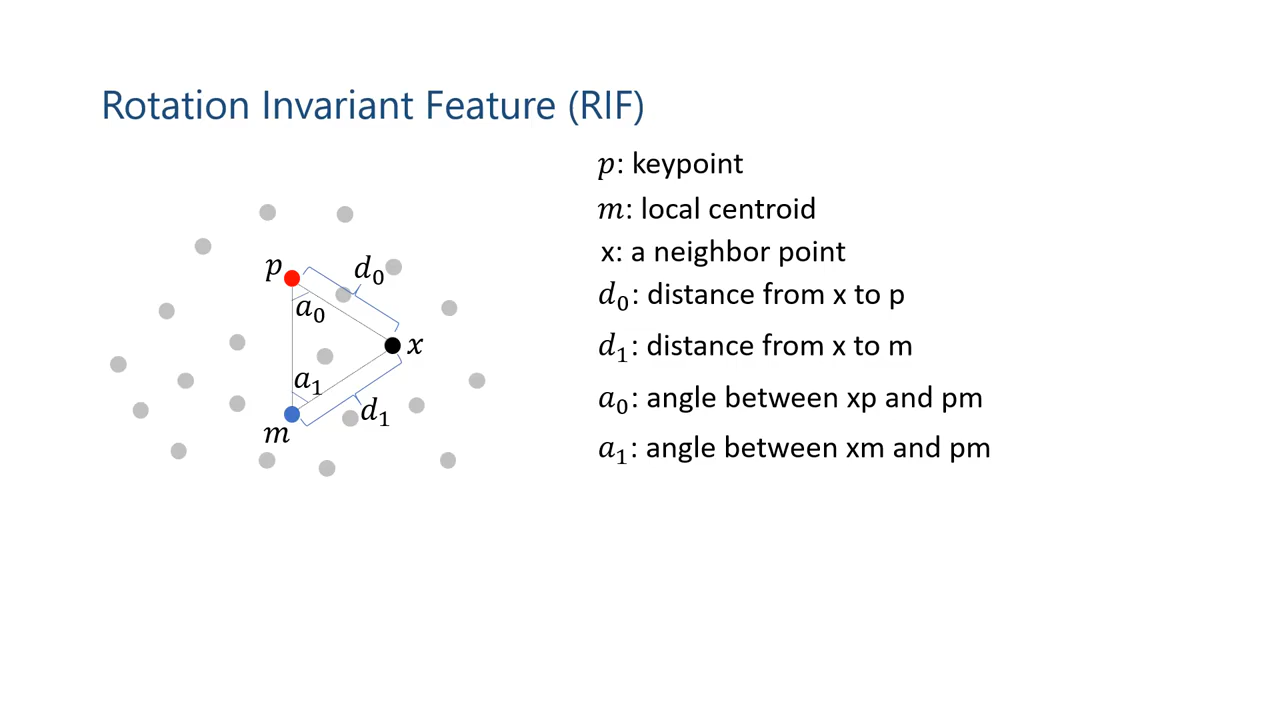 Rotation Invariant Feature (RIF)
p: keypoint
m: local centroid
x: a neighbor point
d₀: distance from x to p
d₁: distance from x to m
a₀: angle between xp and pm
a₁: angle between xm and pm
p
d₀
a₀
x
a₁
d₁
m